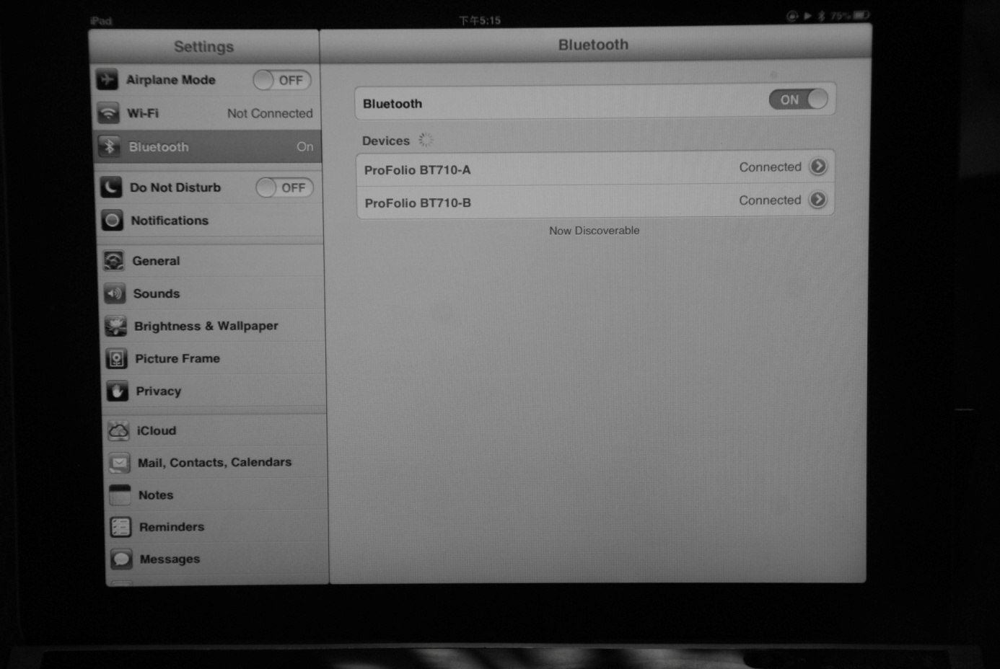 iPad 下午5:15 75%
Settings
Airplane Mode OFF
Wi-Fi Not Connected
Bluetooth On
Do Not Disturb OFF
Notifications
General
Sounds
Brightness & Wallpaper
Picture Frame
Privacy
iCloud
Mail, Contacts, Calendars
Notes
Reminders
Messages
Bluetooth
Bluetooth ON
Devices
ProFolio BT710-A Connected
ProFolio BT710-B Connected
Now Discoverable